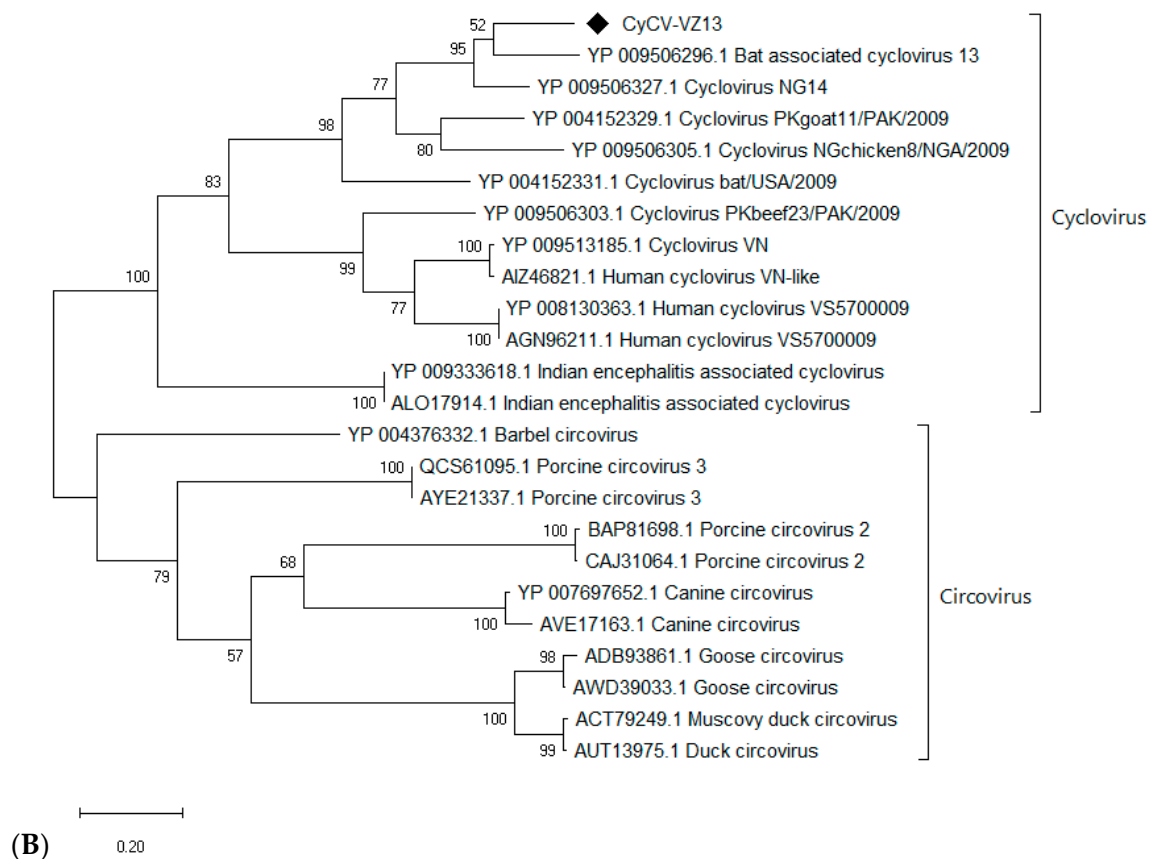 52
CyCV-VZ13
95
YP 009506296.1 Bat associated cyclovirus 13
77
YP 009506327.1 Cyclovirus NG14
98
YP 004152329.1 Cyclovirus PKgoat11/PAK/2009
80
YP 009506305.1 Cyclovirus NGchicken8/NGA/2009
83
YP 004152331.1 Cyclovirus bat/USA/2009
YP 009506303.1 Cyclovirus PKbeef23/PAK/2009
Cyclovirus
100
YP 009513185.1 Cyclovirus VN
100
99
AIZ46821.1 Human cyclovirus VN-like
77
YP 008130363.1 Human cyclovirus VS5700009
100
AGN96211.1 Human cyclovirus VS5700009
YP 009333618.1 Indian encephalitis associated cyclovirus
100
ALO17914.1 Indian encephalitis associated cyclovirus
YP 004376332.1 Barbel circovirus
100
QCS61095.1 Porcine circovirus 3
AYE21337.1 Porcine circovirus 3
100
BAP81698.1 Porcine circovirus 2
68
CAJ31064.1 Porcine circovirus 2
79
YP 007697652.1 Canine circovirus
Circovirus
100
AVE17163.1 Canine circovirus
57
98
ADB93861.1 Goose circovirus
AWD39033.1 Goose circovirus
100
ACT79249.1 Muscovy duck circovirus
99
AUT13975.1 Duck circovirus
(B)
0.20